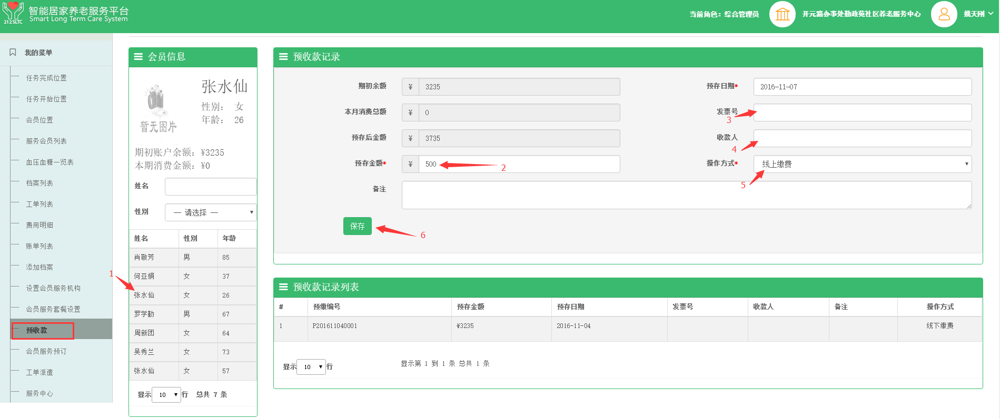 智能居家养老服务平台
Smart Long Term Care System
212SLTC
当前角色：综合管理员
开元路办事处勤政苑社区养老服务中心
姚天刚
我的菜单
任务完成位置
任务开始位置
会员位置
服务会员列表
血压血糖一览表
档案列表
工单列表
费用明细
账单列表
添加档案
设置会员服务机构
会员服务套餐设置
预收款
会员服务预订
工单派遣
服务中心
会员信息
暂无图片
张水仙
性别： 女
年龄： 26
期初账户余额：¥3235
本期消费金额：¥0
姓名
性别 — 请选择 —
姓名 性别 年龄
肖敬芳 男 85
何亚娟 女 37
1
张水仙 女 26
罗学勤 男 67
周新团 女 64
吴秀兰 女 73
张水仙 女 57
显示 10 行 总共 7 条
预收款记录
期初余额 ¥ 3235 预存日期* 2016-11-07
本月消费总额 ¥ 0 发票号
3
预存后金额 ¥ 3735 收款人
4
预存金额* ¥ 500 2 操作方式* 线上缴费
5
备注
保存 6
预收款记录列表
# 预缴编号 预存金额 预存日期 发票号 收款人 备注 操作方式
1 P201611040001 ¥3235 2016-11-04 线下缴费
显示 10 行 显示第 1 到 1 条 总共 1 条